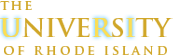 THE
UNIVERSITY
OF RHODE ISLAND